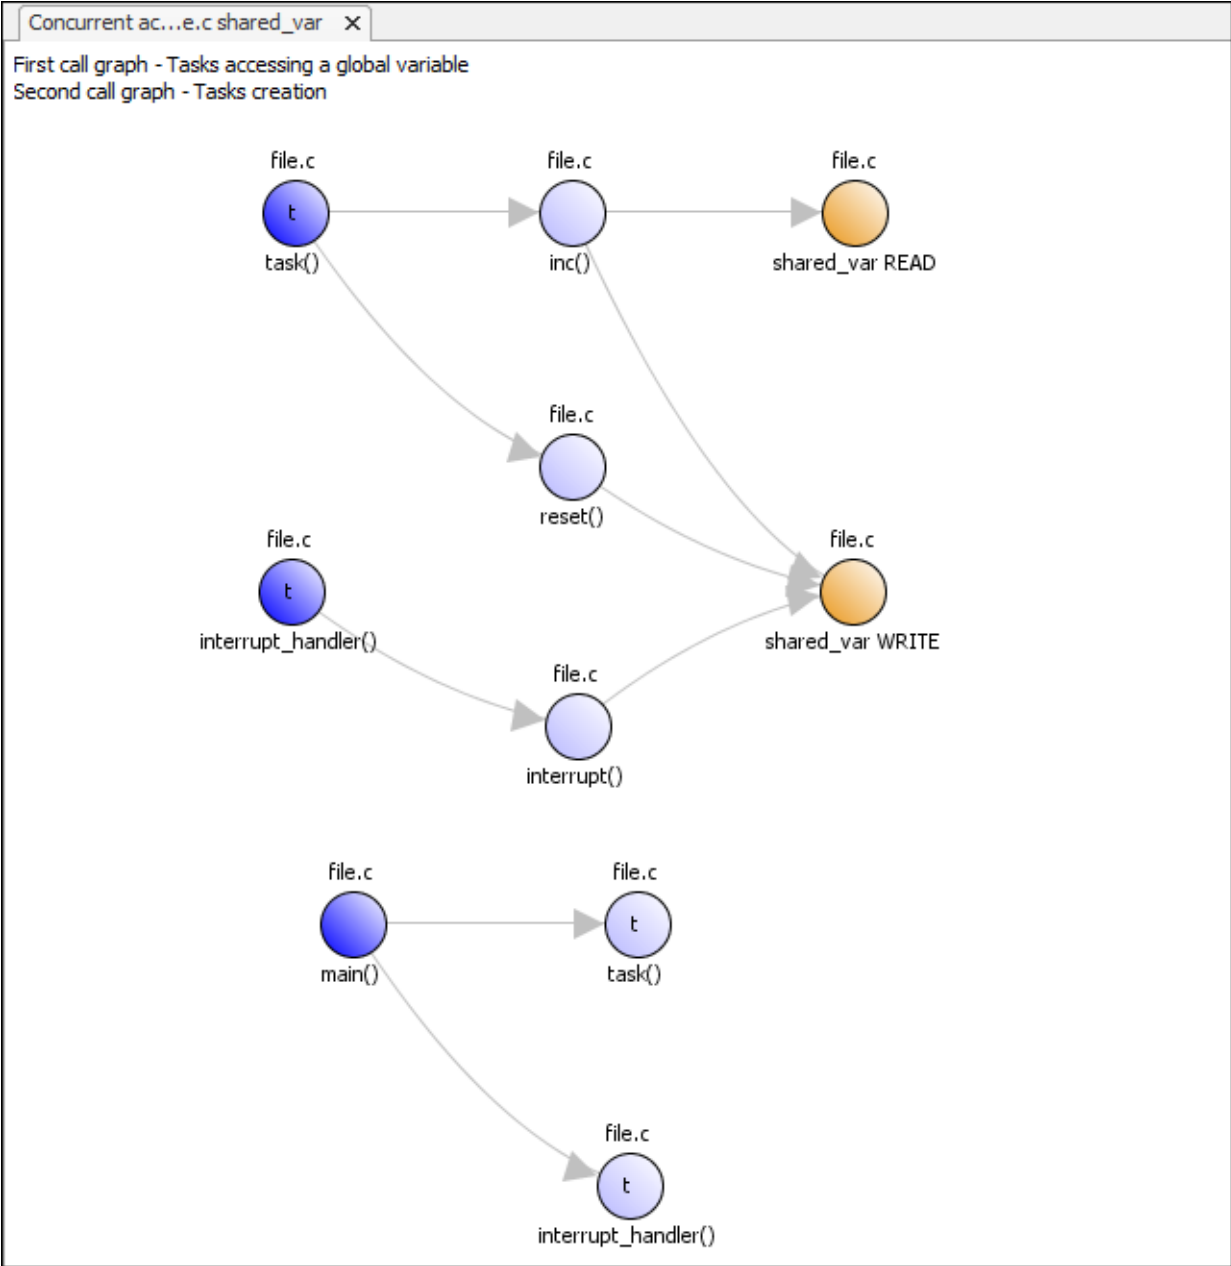 Concurrent ac...e.c shared_var X
First call graph - Tasks accessing a global variable
Second call graph - Tasks creation
file.c
t
task()
file.c
inc()
file.c
shared_var READ
file.c
reset()
file.c
t
interrupt_handler()
file.c
shared_var WRITE
file.c
interrupt()
file.c
main()
file.c
t
task()
file.c
t
interrupt_handler()